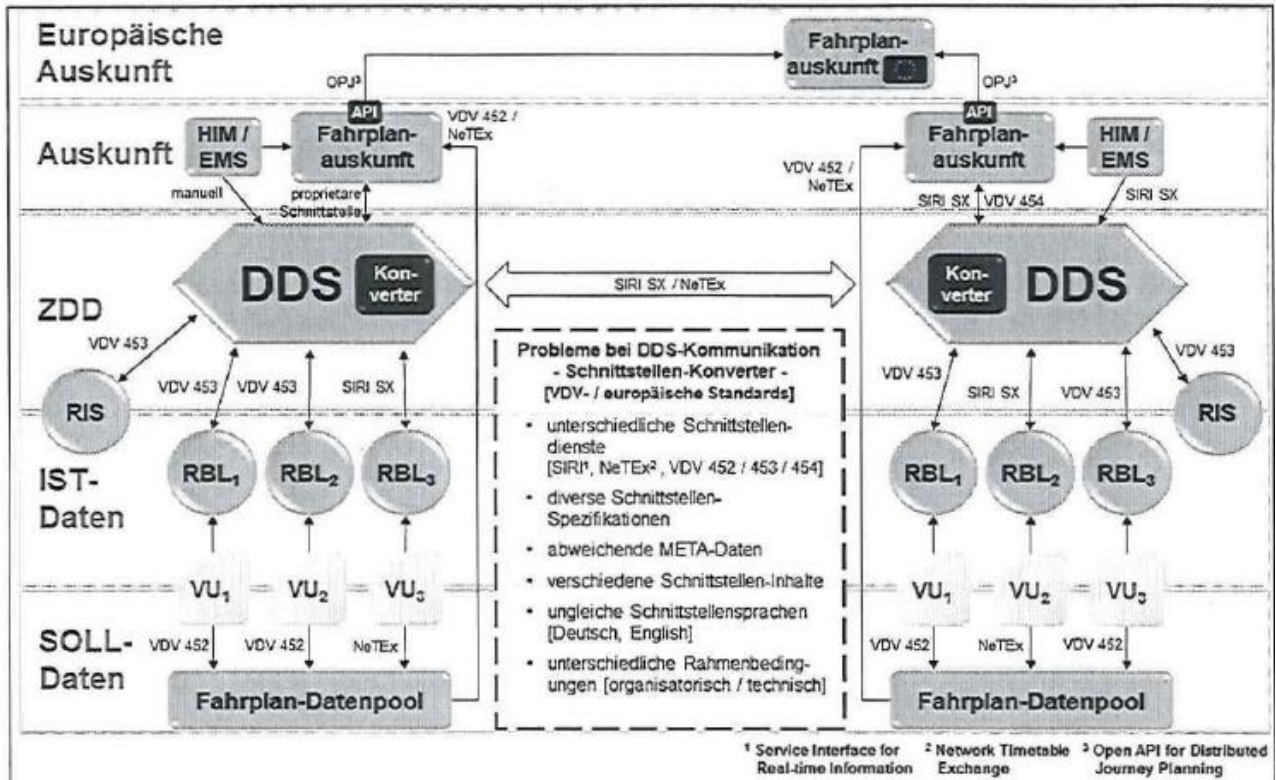 Europäische
Auskunft
Fahrplan-
auskunft
OPJ³
OPJ³
Auskunft
HIM /
EMS
API
Fahrplan-
auskunft
VDV 452 /
NeTEx
manuell
proprietäre
Schnittstelle
VDV 452 /
NeTEx
API
Fahrplan-
auskunft
HIM /
EMS
SIRI SX
VDV 454
SIRI SX
ZDD
DDS
Kon-
verter
SIRI SX / NeTEx
Kon-
verter
DDS
VDV 453
VDV 453
VDV 453
SIRI SX
RIS
VDV 453
SIRI SX
VDV 453
VDV 453
RIS
IST-
Daten
RBL₁
RBL₂
RBL₃
RBL₁
RBL₂
RBL₃
Probleme bei DDS-Kommunikation
- Schnittstellen-Konverter -
[VDV- / europäische Standards]
• unterschiedliche Schnittstellen-
dienste
[SIRI¹, NeTEx² , VDV 452 / 453 / 454]
• diverse Schnittstellen-
Spezifikationen
• abweichende META-Daten
• verschiedene Schnittstellen-Inhalte
• ungleiche Schnittstellensprachen
[Deutsch, English]
• unterschiedliche Rahmenbeding-
ungen [organisatorisch / technisch]
VU₁
VU₂
VU₃
VU₁
VU₂
VU₃
SOLL-
Daten
VDV 452
VDV 452
NeTEx
VDV 452
NeTEx
VDV 452
Fahrplan-Datenpool
Fahrplan-Datenpool
¹ Service Interface for
Real-time Information
² Network Timetable
Exchange
³ Open API for Distributed
Journey Planning